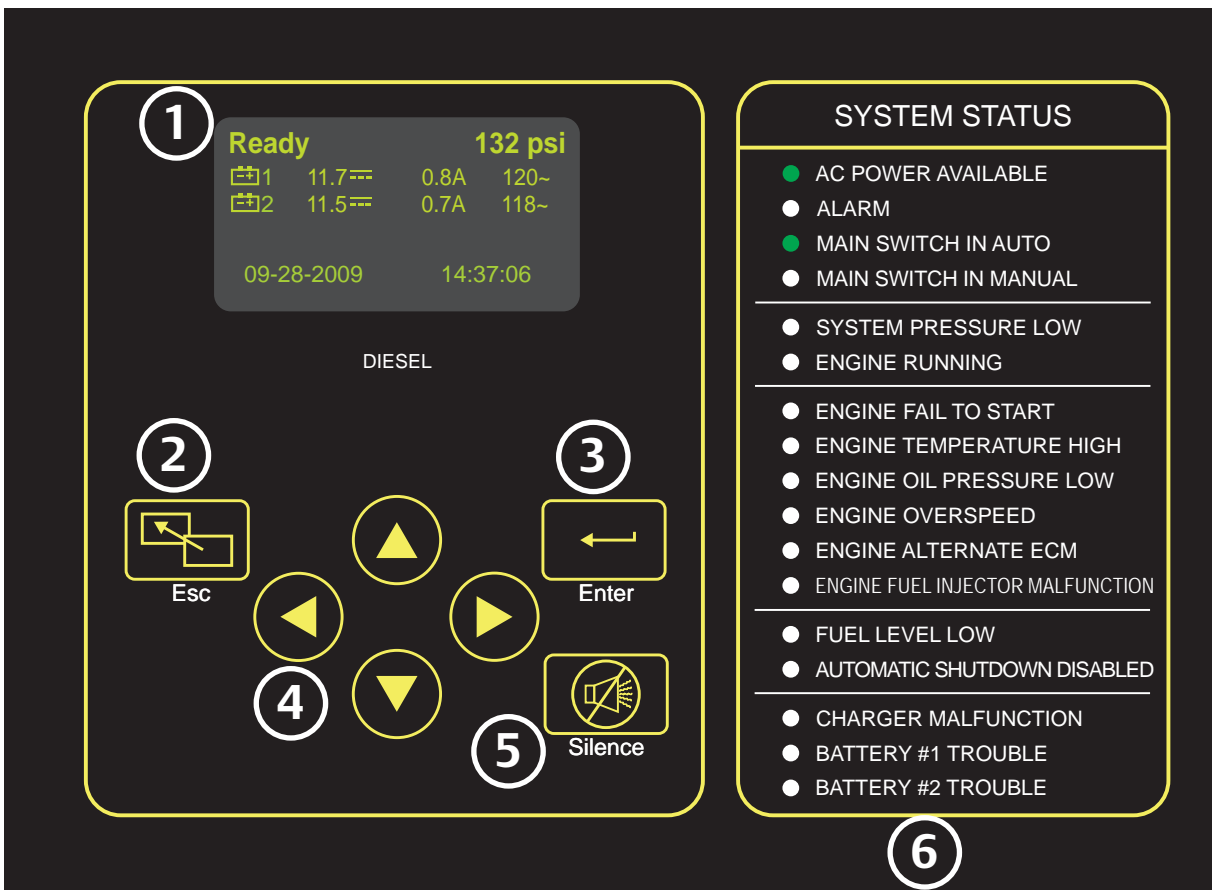 1
Ready 132 psi
1 11.7 0.8A 120~
2 11.5 0.7A 118~
09-28-2009 14:37:06
DIESEL
2
3
Esc
Enter
4
5
Silence
SYSTEM STATUS
AC POWER AVAILABLE
ALARM
MAIN SWITCH IN AUTO
MAIN SWITCH IN MANUAL
SYSTEM PRESSURE LOW
ENGINE RUNNING
ENGINE FAIL TO START
ENGINE TEMPERATURE HIGH
ENGINE OIL PRESSURE LOW
ENGINE OVERSPEED
ENGINE ALTERNATE ECM
ENGINE FUEL INJECTOR MALFUNCTION
FUEL LEVEL LOW
AUTOMATIC SHUTDOWN DISABLED
CHARGER MALFUNCTION
BATTERY #1 TROUBLE
BATTERY #2 TROUBLE
6